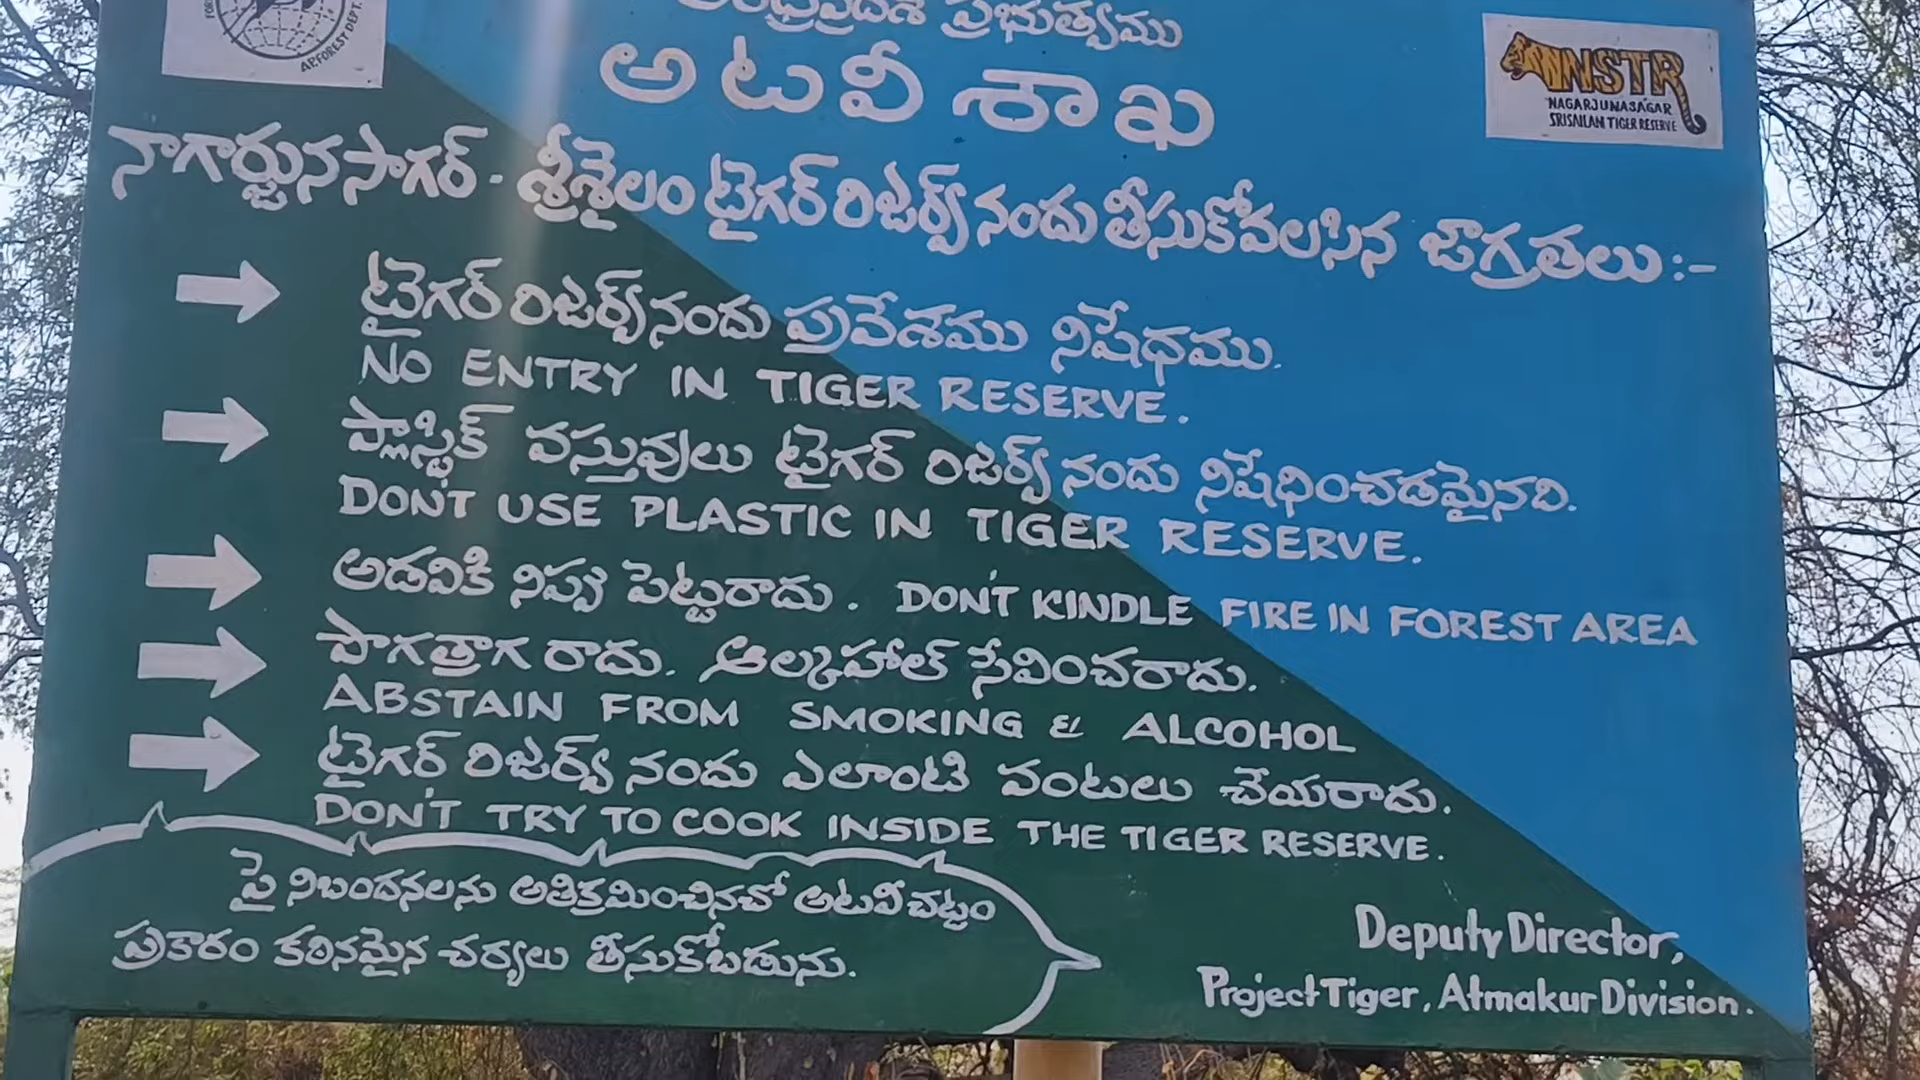 A.P. FOREST DEPT.
ఆంధ్రప్రదేశ్ ప్రభుత్వము
అటవీ శాఖ
NSTR
NAGARJUNASAGAR
SRISAILAM TIGER RESERVE
నాగార్జునసాగర్ - శ్రీశైలం టైగర్ రిజర్వ్ నందు తీసుకోవలసిన జాగ్రతలు :-
టైగర్ రిజర్వ్ నందు ప్రవేశము నిషేధము.
NO ENTRY IN TIGER RESERVE.
ప్లాస్టిక్ వస్తువులు టైగర్ రిజర్వ్ నందు నిషేధించడమైనది.
DON'T USE PLASTIC IN TIGER RESERVE.
అడవికి నిప్పు పెట్టరాదు. DON'T KINDLE FIRE IN FOREST AREA
పొగత్రాగ రాదు. ఆల్కహాల్ సేవించరాదు.
ABSTAIN FROM SMOKING & ALCOHOL
టైగర్ రిజర్వ్ నందు ఎలాంటి వంటలు చేయరాదు.
DON'T TRY TO COOK INSIDE THE TIGER RESERVE.
పై నిబందనలను అతిక్రమించినచో అటవీ చట్టం
ప్రకారం కఠినమైన చర్యలు తీసుకోబడును.
Deputy Director,
Project Tiger, Atmakur Division.